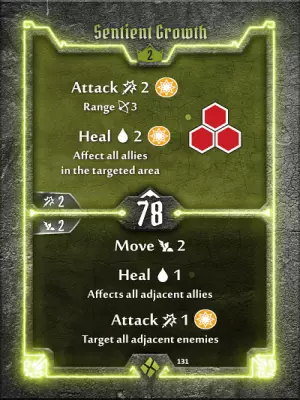 Sentient Growth
2
Attack 2
Range 3
Heal 2
Affect all allies
in the targeted area
2
78
2
Move 2
Heal 1
Affects all adjacent allies
Attack 1
Target all adjacent enemies
131